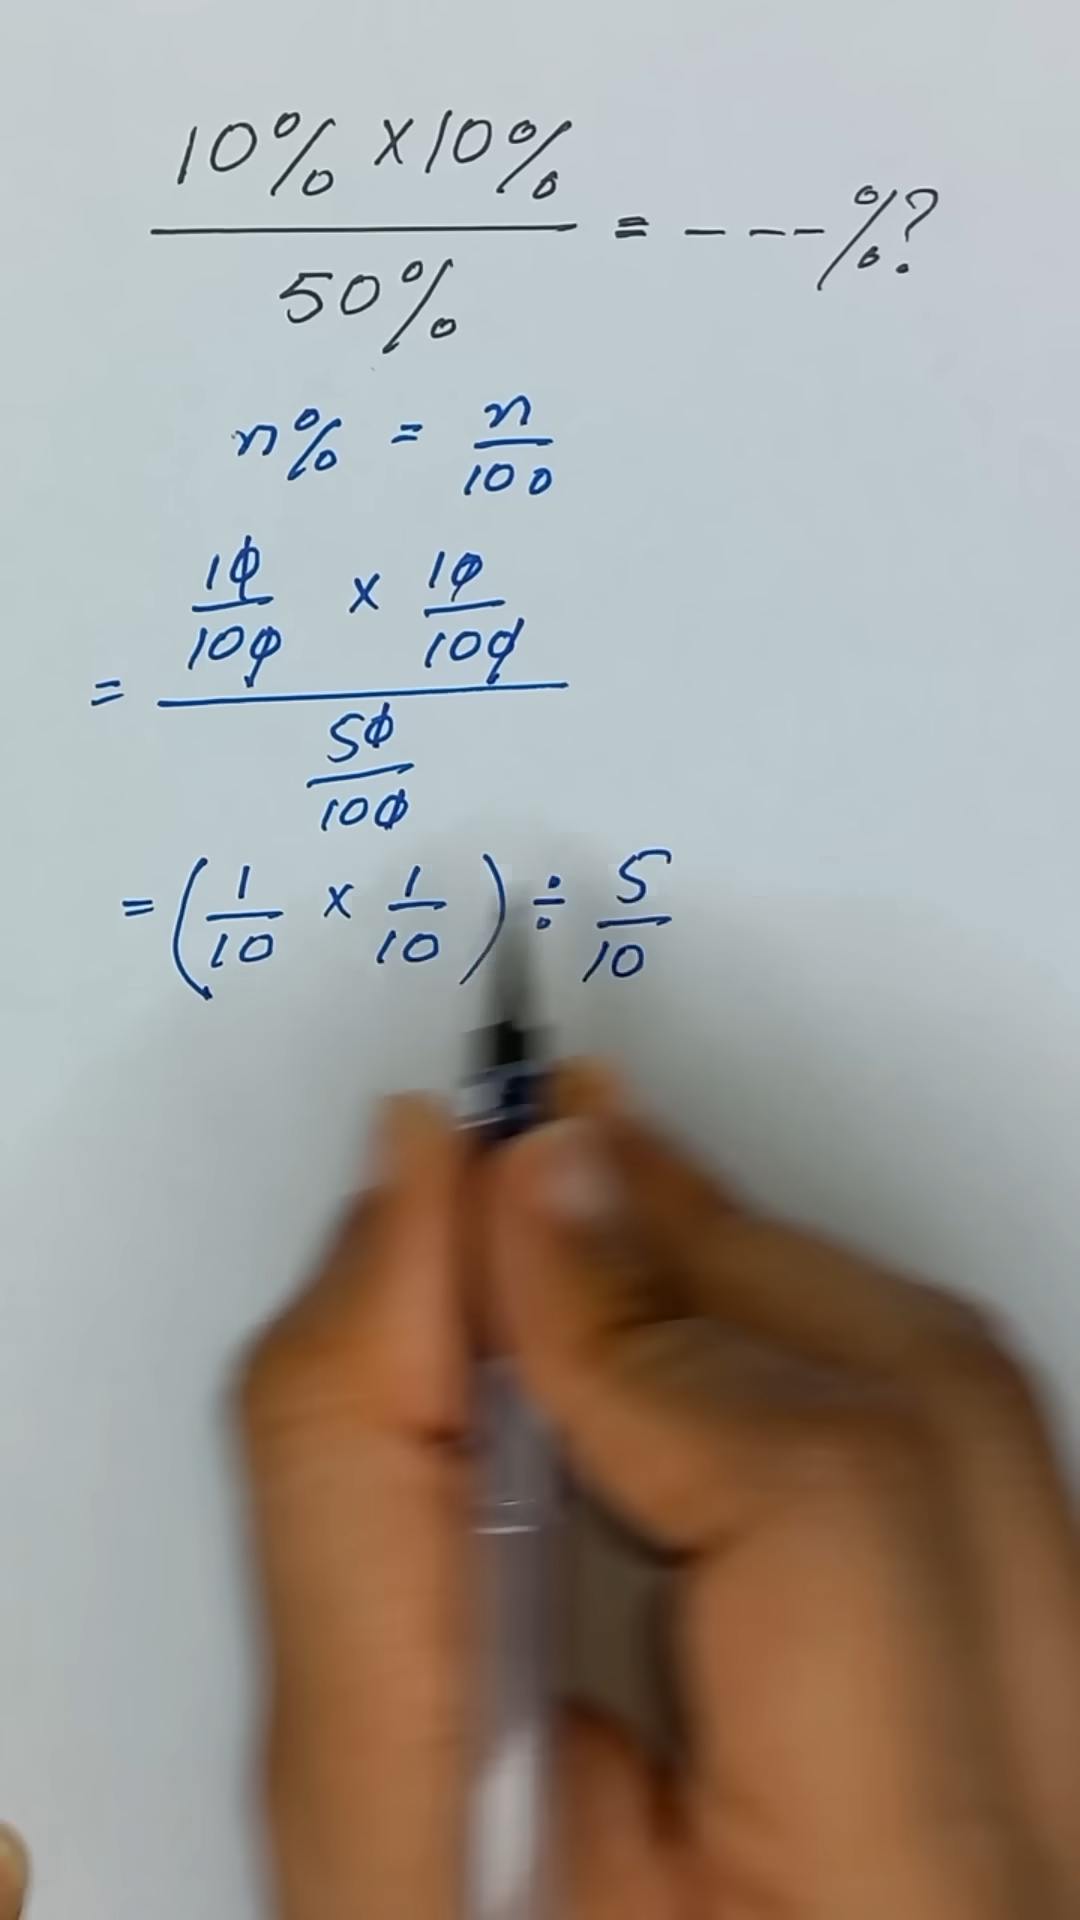 10% × 10%
50%
= - - - %?
n% = n/100
= 10/100 × 10/100
50/100
= (1/10 × 1/10) ÷ 5/10